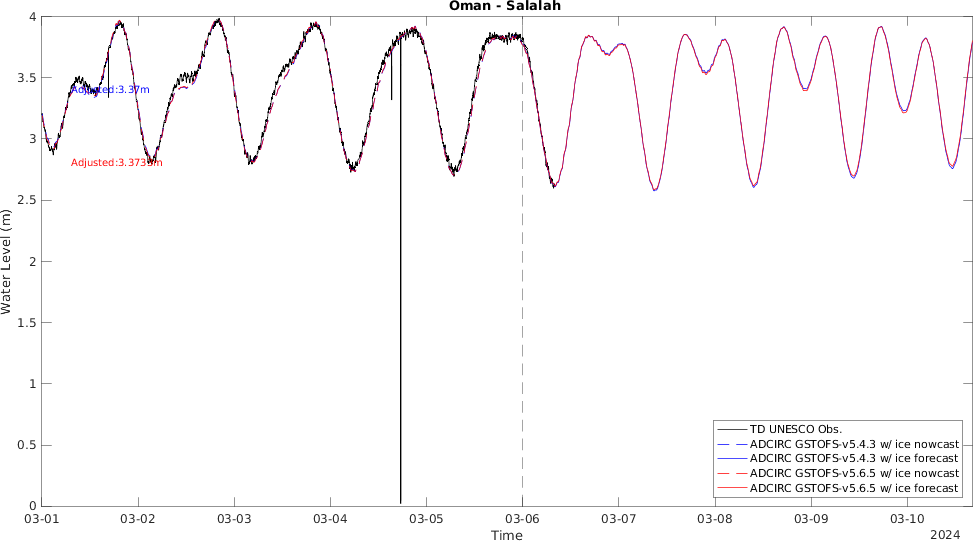 Oman - Salalah
4
3.5
3
2.5
2
1.5
1
0.5
0
Water Level (m)
Adjusted:3.37m
TD UNESCO Obs.
ADCIRC GSTOFS-v5.4.3 w/ ice nowcast
ADCIRC GSTOFS-v5.4.3 w/ ice forecast
ADCIRC GSTOFS-v5.6.5 w/ ice nowcast
ADCIRC GSTOFS-v5.6.5 w/ ice forecast
03-01 03-02 03-03 03-04 03-05 03-06 03-07 03-08 03-09 03-10
Time
2024